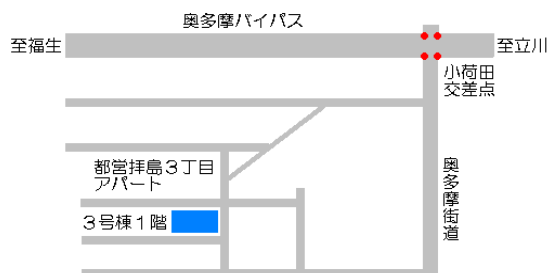 奥多摩バイパス
至福生
至立川
小荷田
交差点
都営拝島３丁目
アパート
３号棟１階
奥多摩街道